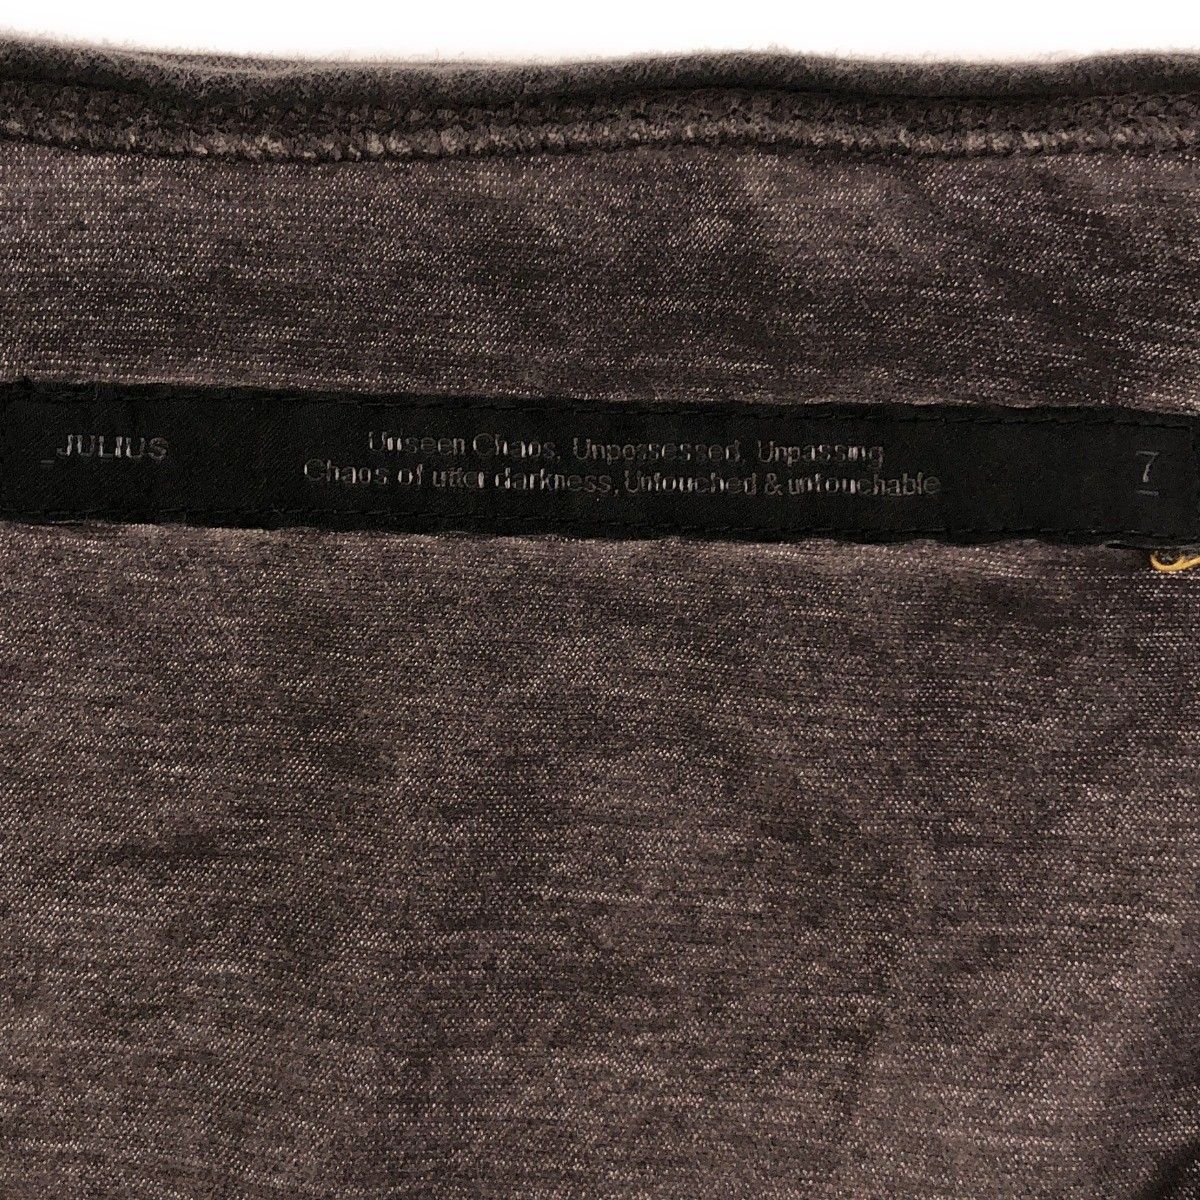 _JULIUS
Unseen Chaos, Unpossessed, Unpassing
Chaos of utter darkness, Untouched & untouchable
7